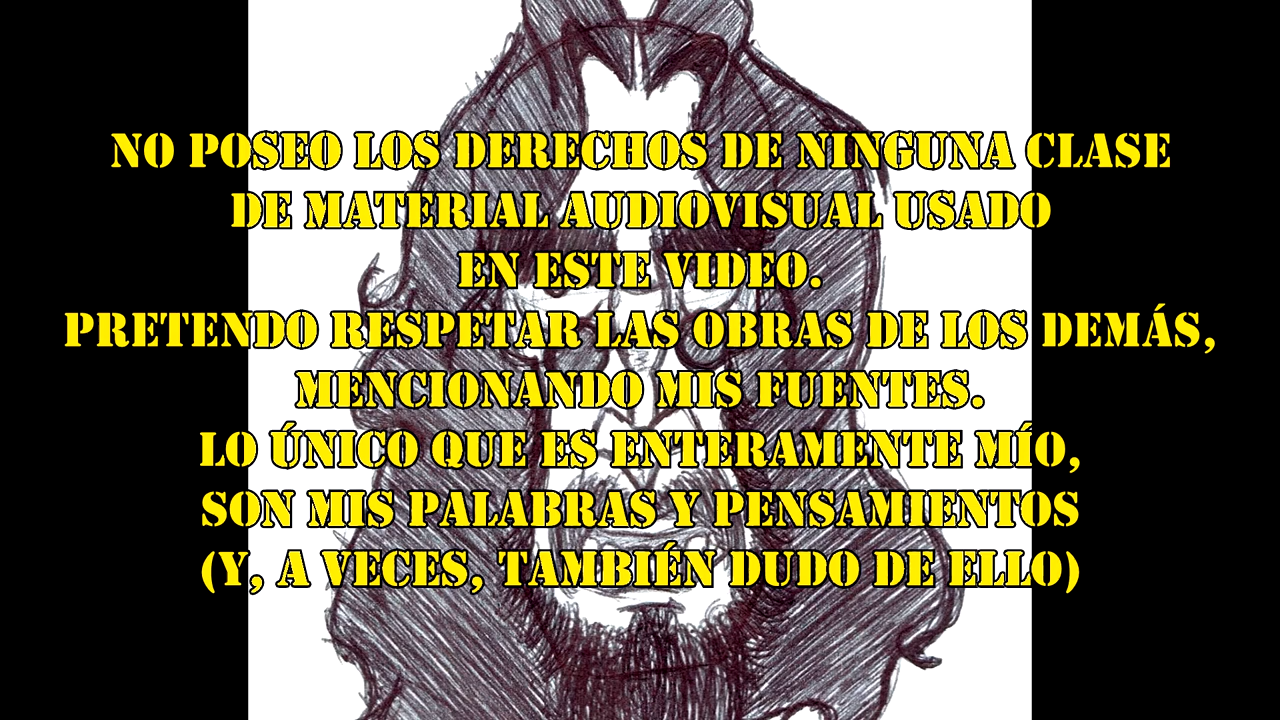 NO POSEO LOS DERECHOS DE NINGUNA CLASE
DE MATERIAL AUDIOVISUAL USADO
EN ESTE VIDEO.
PRETENDO RESPETAR LAS OBRAS DE LOS DEMÁS,
MENCIONANDO MIS FUENTES.
LO ÚNICO QUE ES ENTERAMENTE MÍO,
SON MIS PALABRAS Y PENSAMIENTOS
(Y, A VECES, TAMBIÉN DUDO DE ELLO)